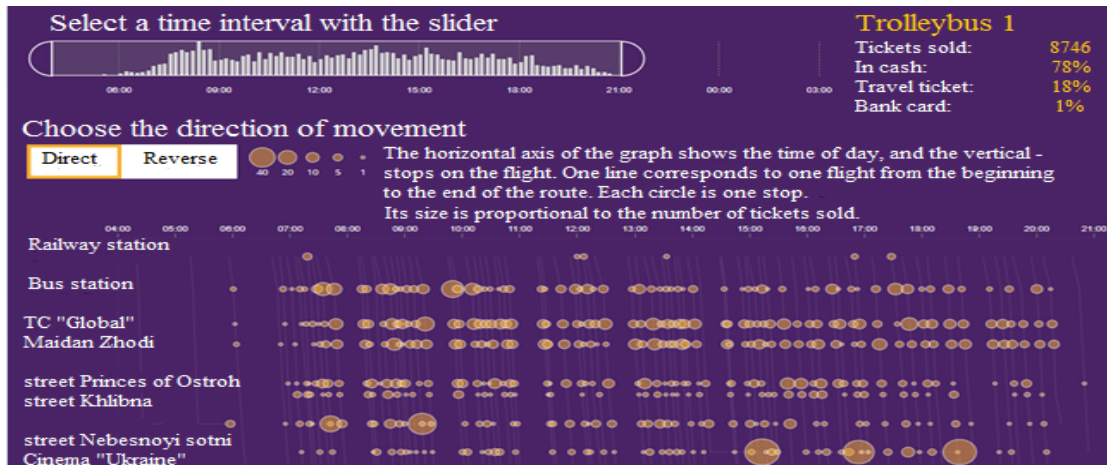 Select a time interval with the slider
06:00 09:00 12:00 15:00 18:00 21:00 00:00 03:00
Trolleybus 1
Tickets sold: 8746
In cash: 78%
Travel ticket: 18%
Bank card: 1%
Choose the direction of movement
Direct Reverse
40 20 10 5 1
The horizontal axis of the graph shows the time of day, and the vertical -
stops on the flight. One line corresponds to one flight from the beginning
to the end of the route. Each circle is one stop.
Its size is proportional to the number of tickets sold.
04:00 05:00 06:00 07:00 08:00 09:00 10:00 11:00 12:00 13:00 14:00 15:00 16:00 17:00 18:00 19:00 20:00 21:00
Railway station
Bus station
TC "Global"
Maidan Zhodi
street Princes of Ostroh
street Khlibna
street Nebesnoyi sotni
Cinema "Ukraine"